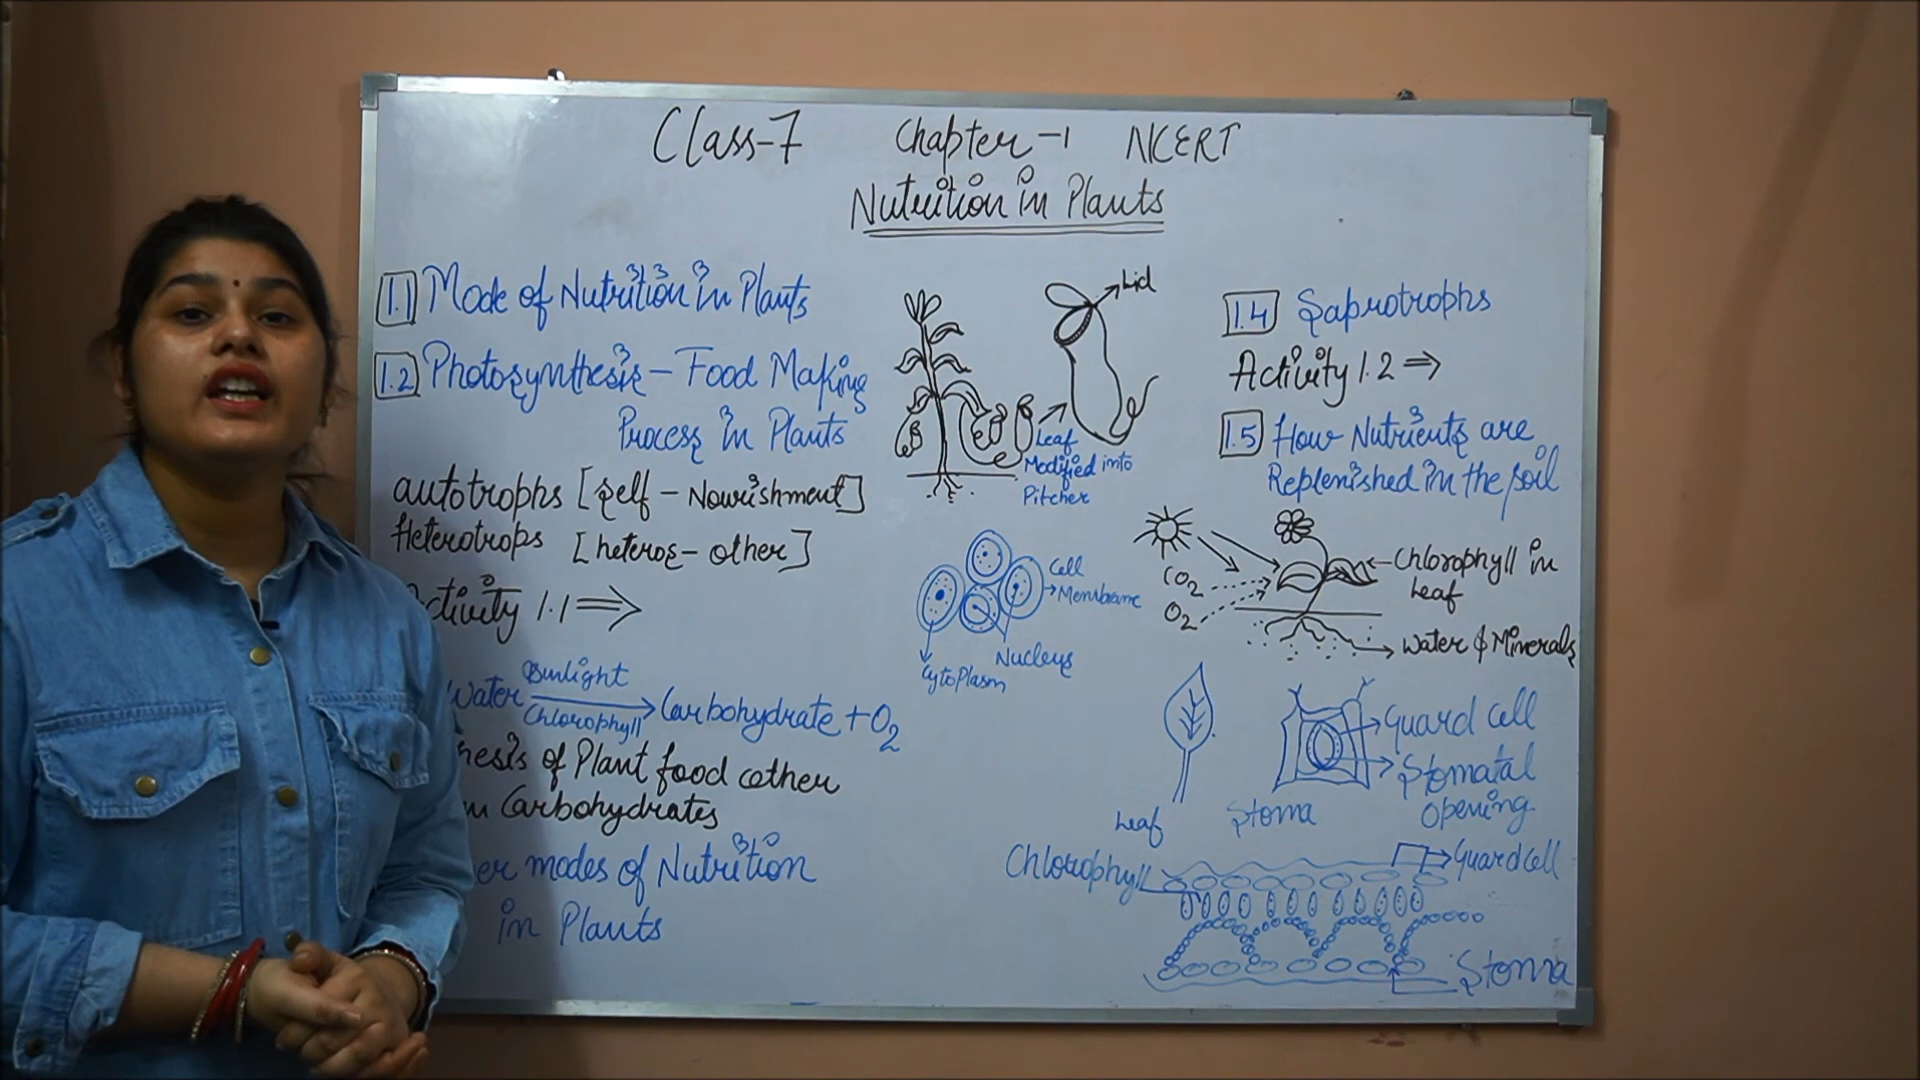 Class-7 Chapter-1 NCERT
Nutrition in Plants
1.1 Mode of Nutrition in Plants
1.2 Photosynthesis – Food Making
Process in Plants
autotrophs [self – Nourishment]
Heterotrops [heteros – other]
ctivity 1.1 ⇒
Water Sunlight Chlorophyll → Carbohydrate + O2
hesis of Plant food other
Carbohydrates
er modes of Nutrition
in Plants
Lid
Leaf
Modified into
Pitcher
Cell
Membrane
Nucleus
CytoPlasm
1.4 Saprotrophs
Activity 1.2 ⇒
1.5 How Nutrients are
Replenished in the soil
CO2
O2
Chlorophyll in
Leaf
Water & Minerals
Guard Cell
Stomatal
Opening
Leaf
Stoma
Chlorophyll
Guard Cell
Stoma